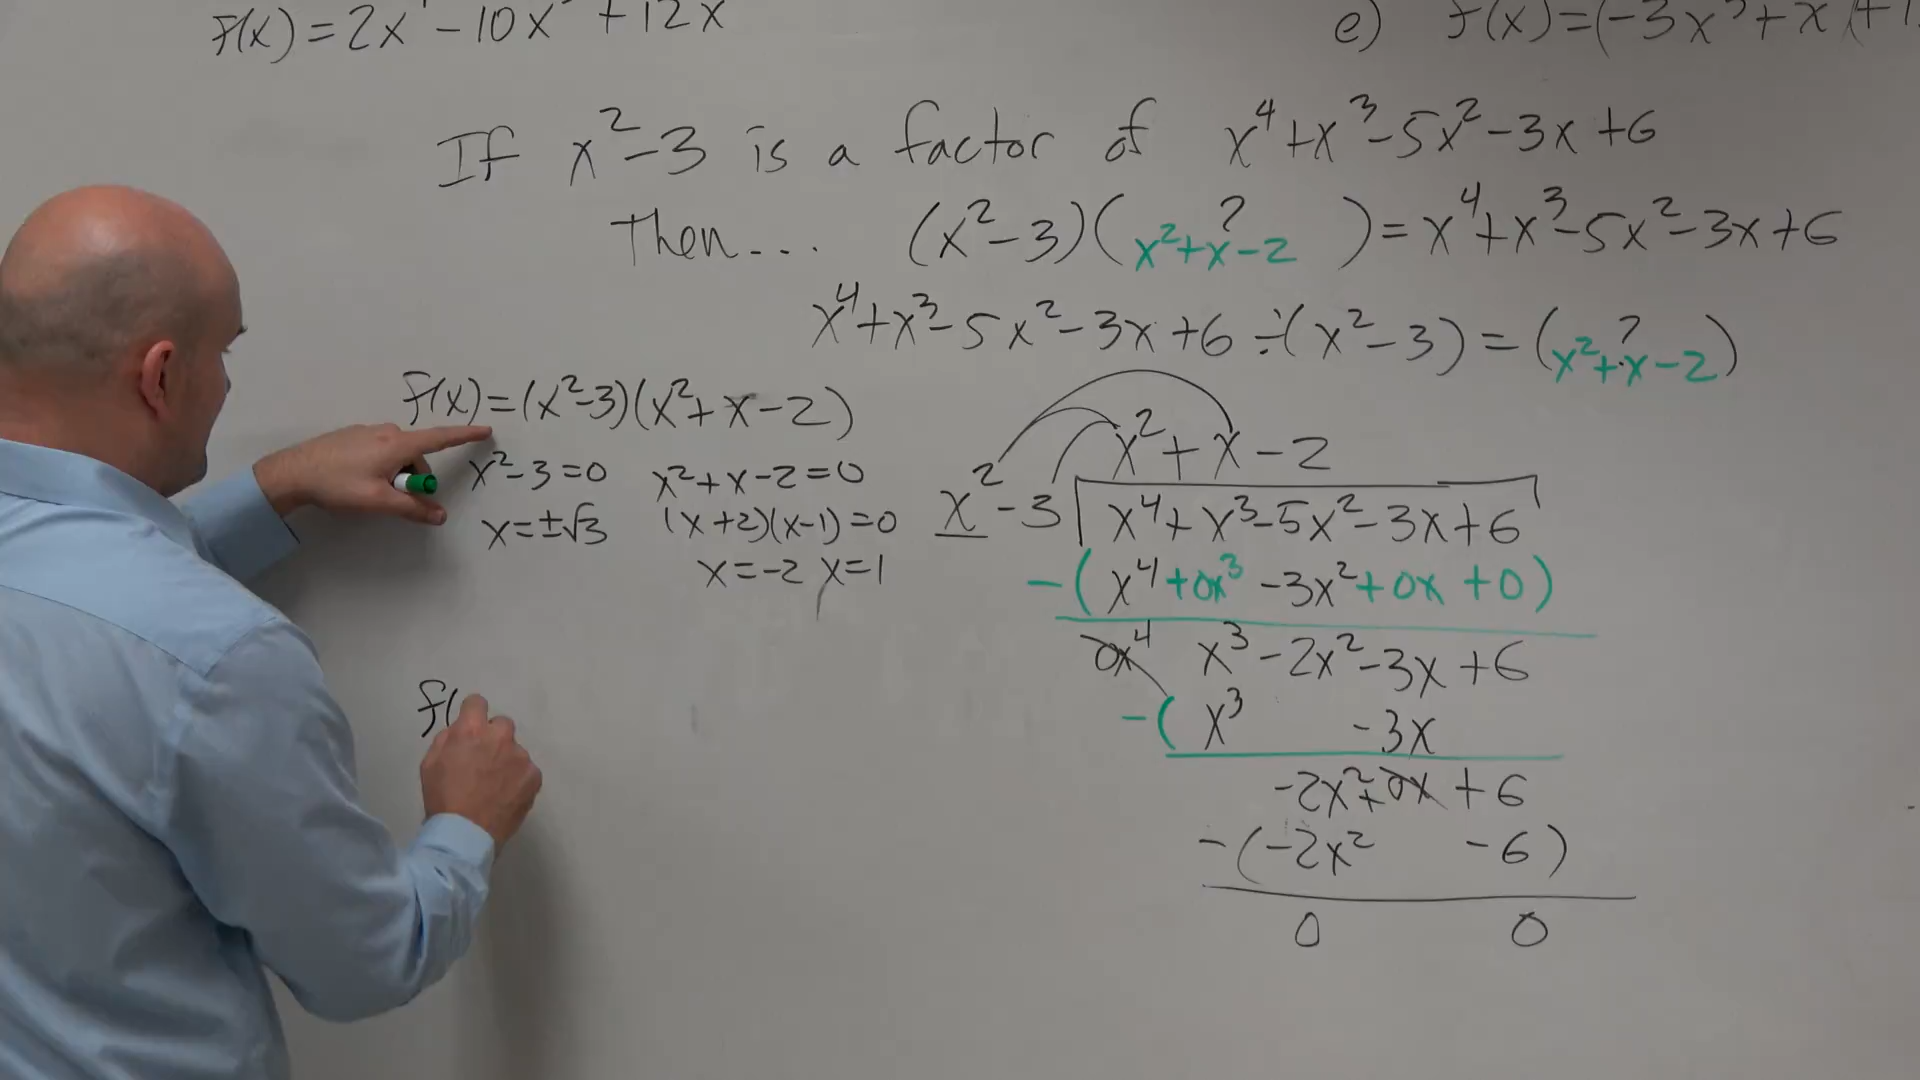 f(x)=2x -10x +12x
e) f(x)=(-3x³+x)(+1
If x²-3 is a factor of x⁴+x³-5x²-3x+6
Then... (x²-3)( ? )=x⁴+x³-5x²-3x+6
x²+x-2
x⁴+x³-5x²-3x+6÷(x²-3)=( ? )
x²+x-2
f(x)=(x²-3)(x²+x-2)
x²-3=0 x²+x-2=0
x=±√3 (x+2)(x-1)=0
x=-2, x=1
f(
x²+x-2
x²-3 x⁴+x³-5x²-3x+6
-(x⁴+0x³-3x²+0x+0)
0x⁴ x³-2x²-3x+6
-(x³ -3x
-2x²+0x+6
-(-2x² -6)
0 0